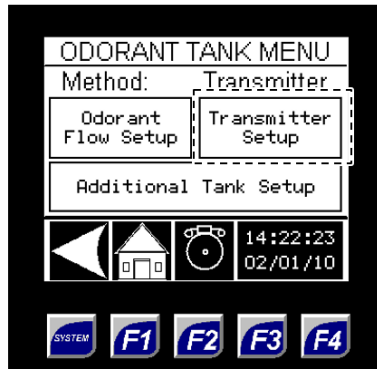 ODORANT TANK MENU
Method: Transmitter
Odorant Transmitter
Flow Setup Setup
Additional Tank Setup
14:22:23
02/01/10
SYSTEM F1 F2 F3 F4